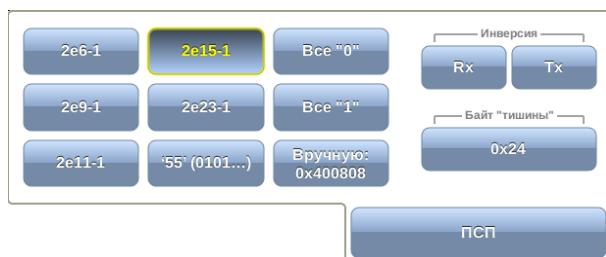 2e6-1
2e15-1
Все "0"
2e9-1
2e23-1
Все "1"
2e11-1
‘55’ (0101...)
Вручную:
0x400808
Инверсия
Rx
Tx
Байт "тишины"
0x24
ПСП